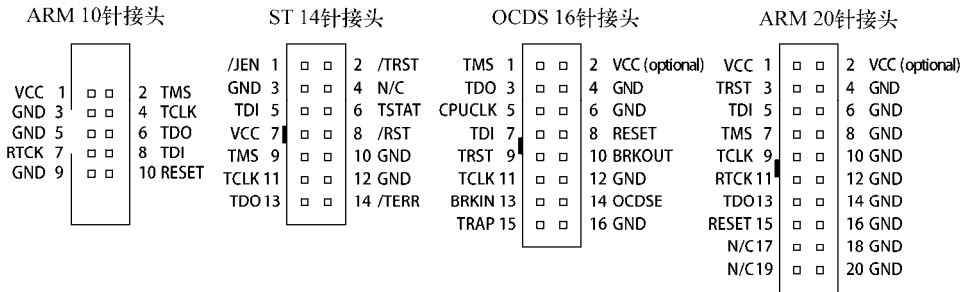 ARM 10针接头
VCC 1 2 TMS
GND 3 4 TCLK
GND 5 6 TDO
RTCK 7 8 TDI
GND 9 10 RESET
ST 14针接头
/JEN 1 2 /TRST
GND 3 4 N/C
TDI 5 6 TSTAT
VCC 7 8 /RST
TMS 9 10 GND
TCLK 11 12 GND
TDO 13 14 /TERR
OCDS 16针接头
TMS 1 2 VCC (optional)
TDO 3 4 GND
CPUCLK 5 6 GND
TDI 7 8 RESET
TRST 9 10 BRKOUT
TCLK 11 12 GND
BRKIN 13 14 OCDSE
TRAP 15 16 GND
ARM 20针接头
VCC 1 2 VCC (optional)
TRST 3 4 GND
TDI 5 6 GND
TMS 7 8 GND
TCLK 9 10 GND
RTCK 11 12 GND
TDO 13 14 GND
RESET 15 16 GND
N/C 17 18 GND
N/C 19 20 GND